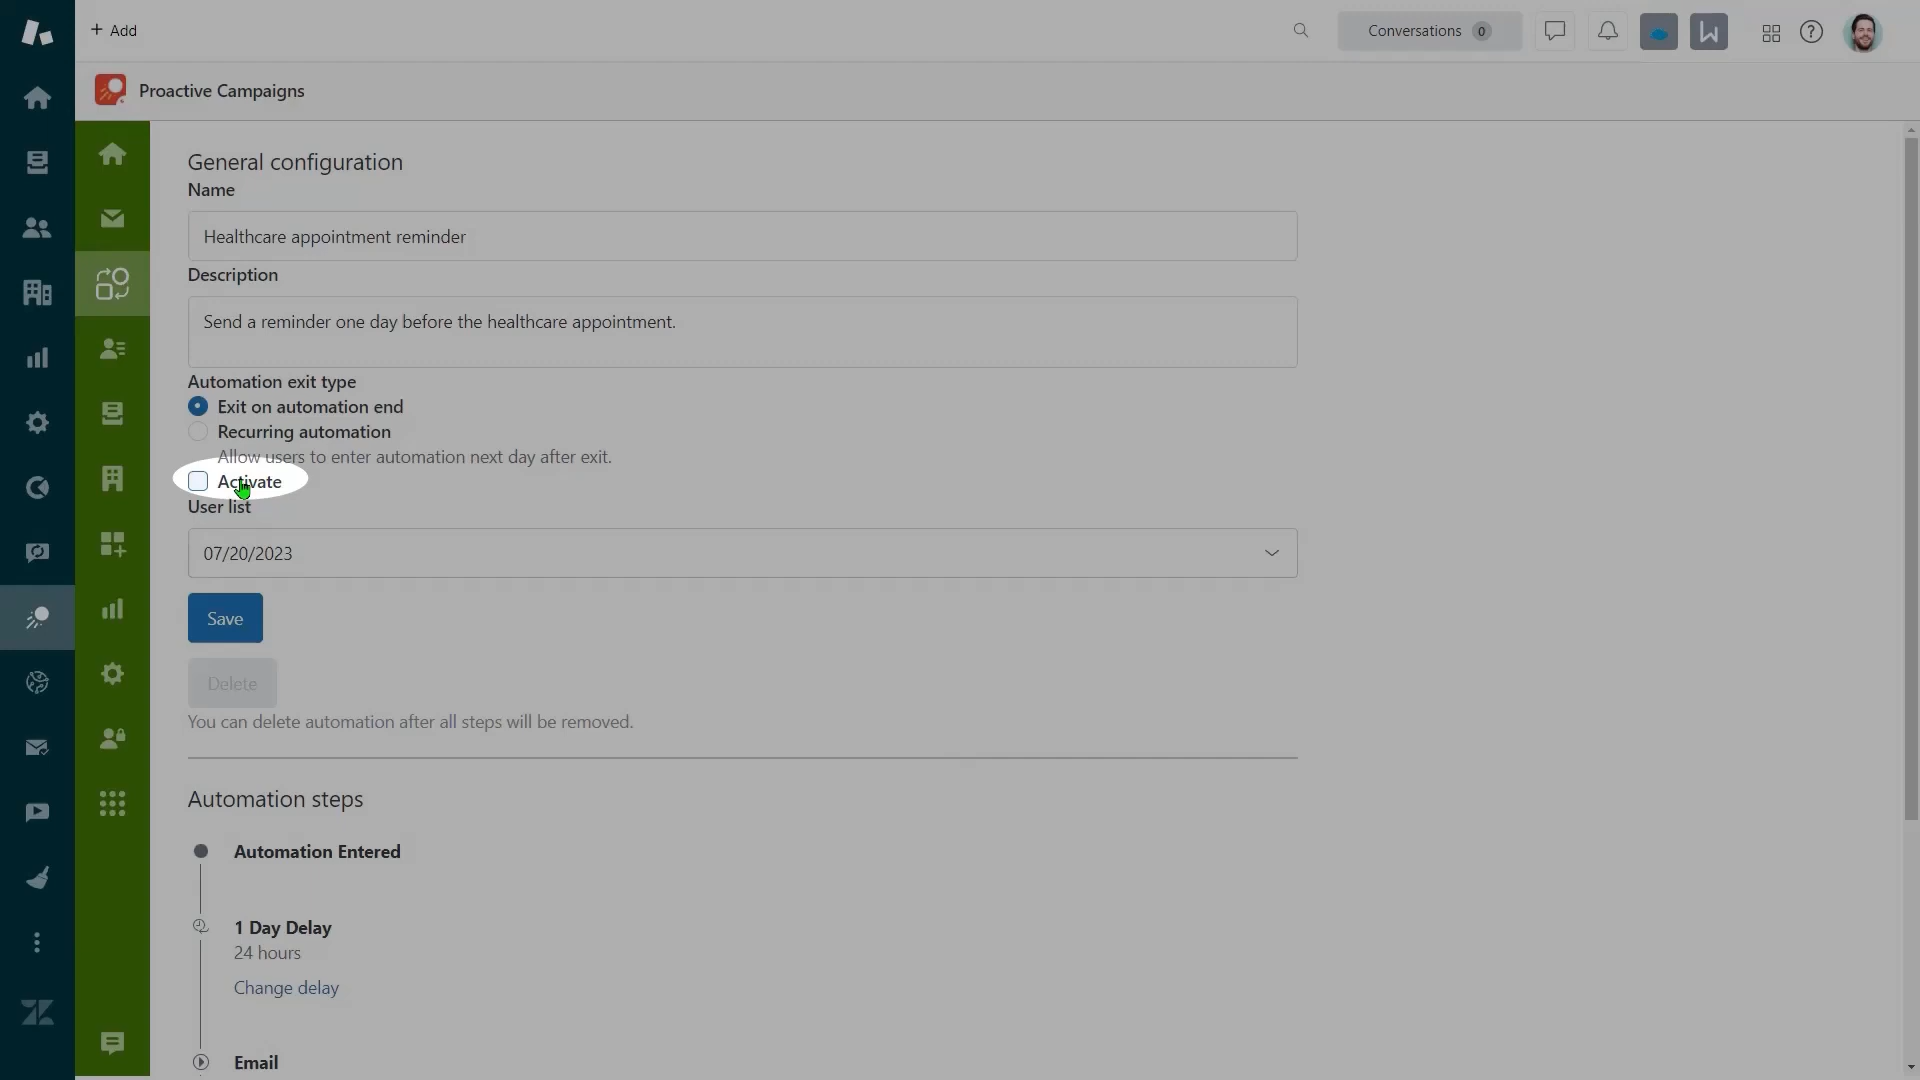 Add
Conversations 0
Proactive Campaigns
General configuration
Name
Healthcare appointment reminder
Description
Send a reminder one day before the healthcare appointment.
Automation exit type
Exit on automation end
Recurring automation
Allow users to enter automation next day after exit.
Activate
User list
07/20/2023
Save
Delete
You can delete automation after all steps will be removed.
Automation steps
Automation Entered
1 Day Delay
24 hours
Change delay
Email